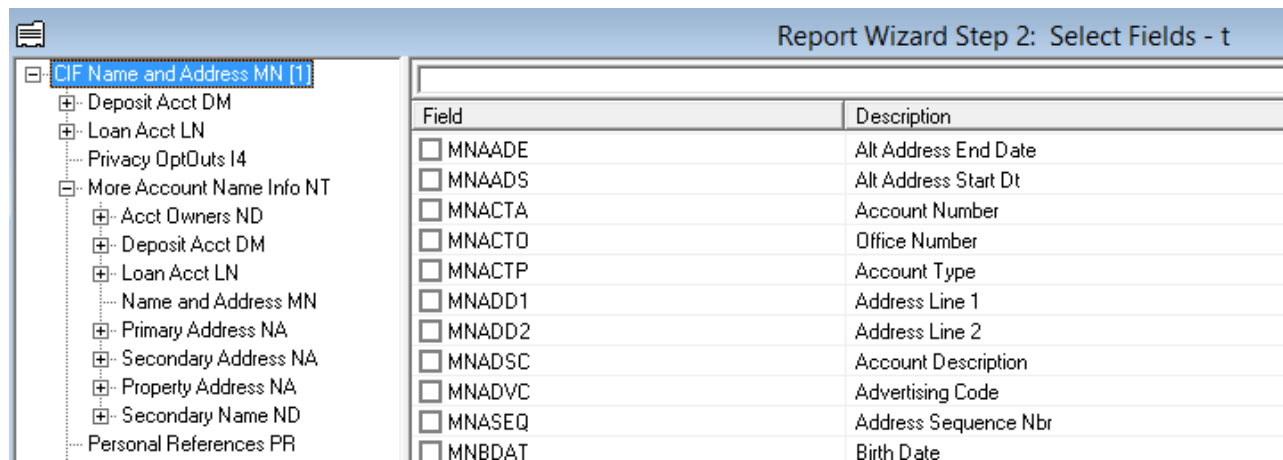 Report Wizard Step 2: Select Fields - t
CIF Name and Address MN [1]
Deposit Acct DM
Loan Acct LN
Privacy OptOuts I4
More Account Name Info NT
Acct Owners ND
Deposit Acct DM
Loan Acct LN
Name and Address MN
Primary Address NA
Secondary Address NA
Property Address NA
Secondary Name ND
Personal References PR
Field Description
MNAADE Alt Address End Date
MNAADS Alt Address Start Dt
MNACTA Account Number
MNACTO Office Number
MNACTP Account Type
MNADD1 Address Line 1
MNADD2 Address Line 2
MNADSC Account Description
MNADVC Advertising Code
MNASEQ Address Sequence Nbr
MNBDAT Birth Date